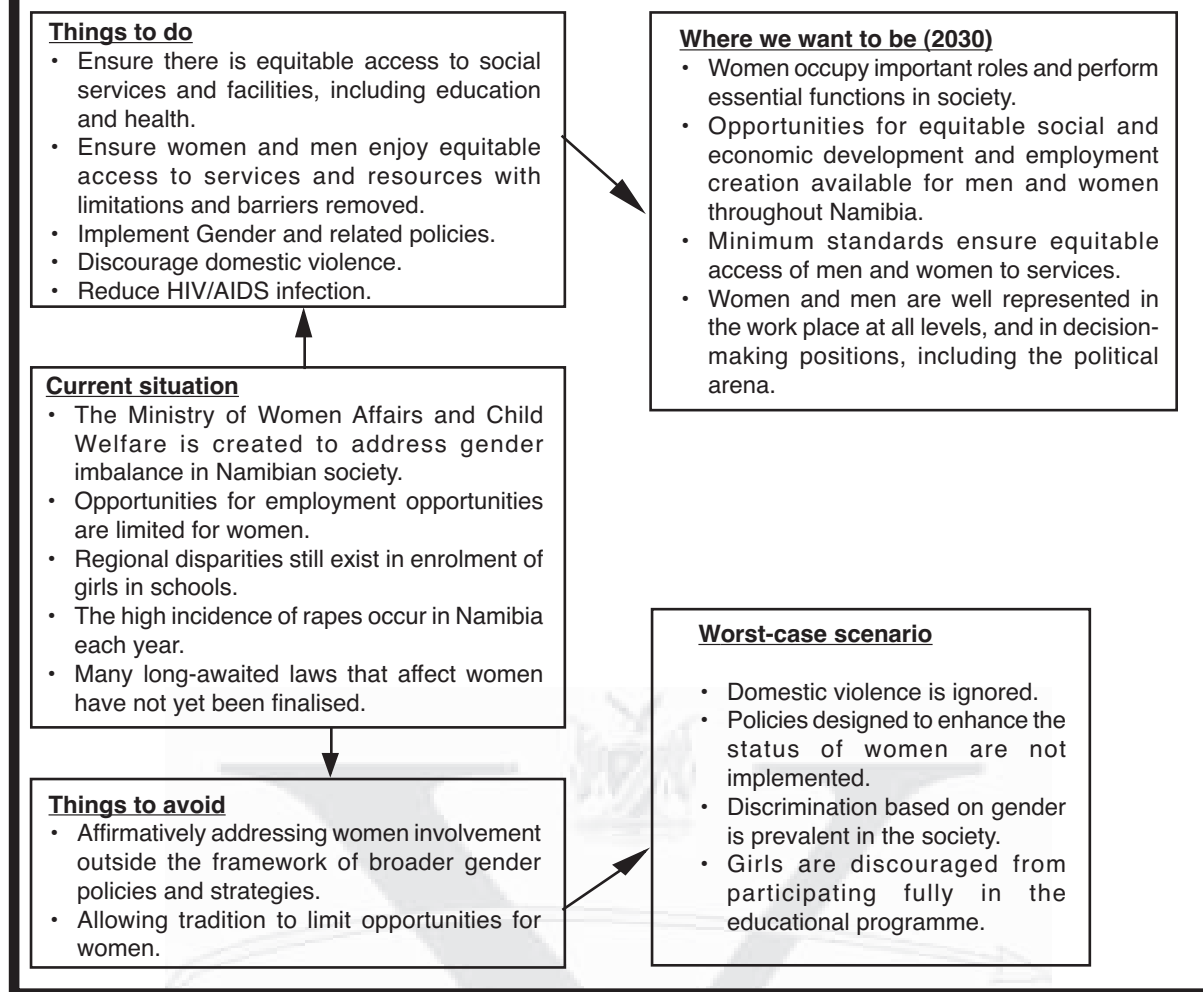 Things to do
• Ensure there is equitable access to social
services and facilities, including education
and health.
• Ensure women and men enjoy equitable
access to services and resources with
limitations and barriers removed.
• Implement Gender and related policies.
• Discourage domestic violence.
• Reduce HIV/AIDS infection.
Where we want to be (2030)
• Women occupy important roles and perform
essential functions in society.
• Opportunities for equitable social and
economic development and employment
creation available for men and women
throughout Namibia.
• Minimum standards ensure equitable
access of men and women to services.
• Women and men are well represented in
the work place at all levels, and in decision-
making positions, including the political
arena.
Current situation
• The Ministry of Women Affairs and Child
Welfare is created to address gender
imbalance in Namibian society.
• Opportunities for employment opportunities
are limited for women.
• Regional disparities still exist in enrolment of
girls in schools.
• The high incidence of rapes occur in Namibia
each year.
• Many long-awaited laws that affect women
have not yet been finalised.
Things to avoid
• Affirmatively addressing women involvement
outside the framework of broader gender
policies and strategies.
• Allowing tradition to limit opportunities for
women.
Worst-case scenario
• Domestic violence is ignored.
• Policies designed to enhance the
status of women are not
implemented.
• Discrimination based on gender
is prevalent in the society.
• Girls are discouraged from
participating fully in the
educational programme.